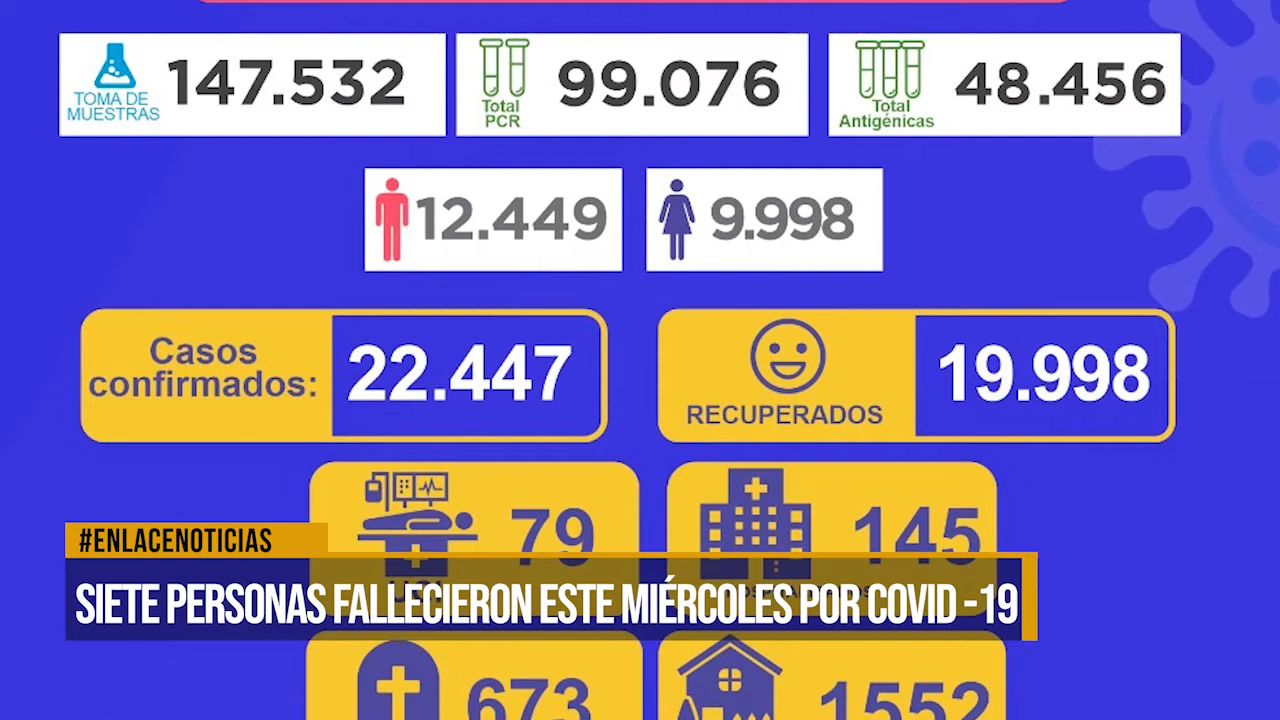 TOMA DE
MUESTRAS
147.532
Total
PCR
99.076
Total
Antigénicas
48.456
12.449
9.998
Casos
confirmados:
22.447
RECUPERADOS
19.998
79
145
#ENLACENOTICIAS
SIETE PERSONAS FALLECIERON ESTE MIÉRCOLES POR COVID -19
673
1552